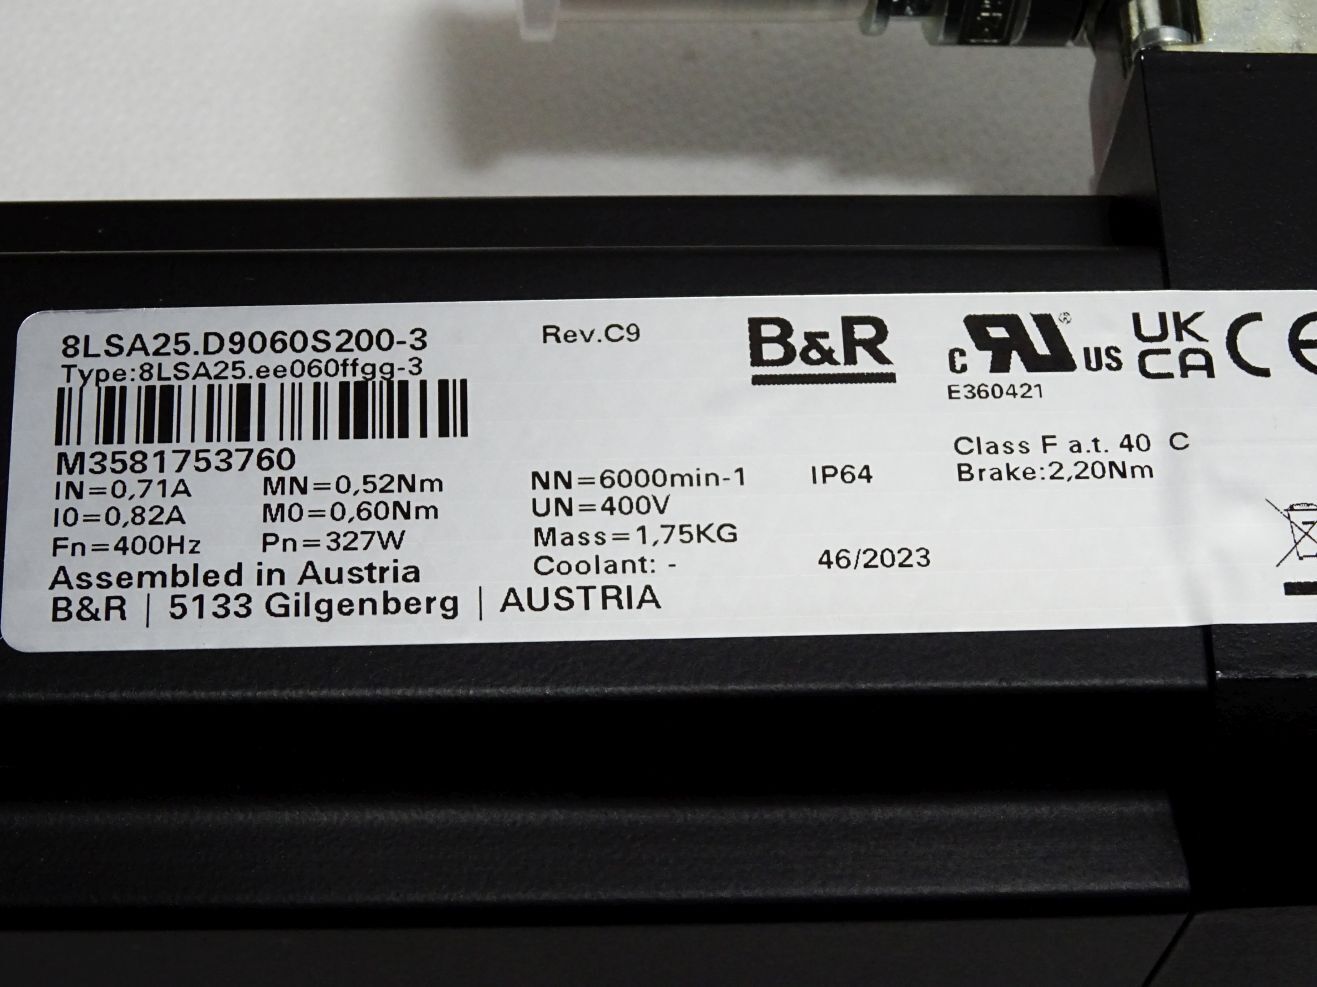 8LSA25.D9060S200-3 Rev.C9
Type:8LSA25.ee060ffgg-3
B&R
c RU® US UK CA CE
E360421
M3581753760
IN=0,71A MN=0,52Nm NN=6000min-1 IP64
I0=0,82A M0=0,60Nm UN=400V
Fn=400Hz Pn=327W Mass=1,75KG
Coolant: - 46/2023
Class F a.t. 40 C
Brake:2,20Nm
Assembled in Austria
B&R | 5133 Gilgenberg | AUSTRIA